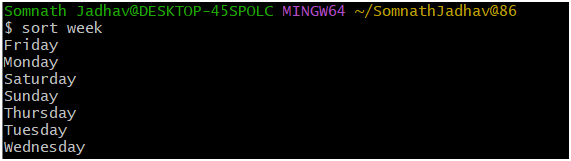 Somnath Jadhav@DESKTOP-45SPOLC MINGW64 ~/SomnathJadhav@86
$ sort week
Friday
Monday
Saturday
Sunday
Thursday
Tuesday
Wednesday